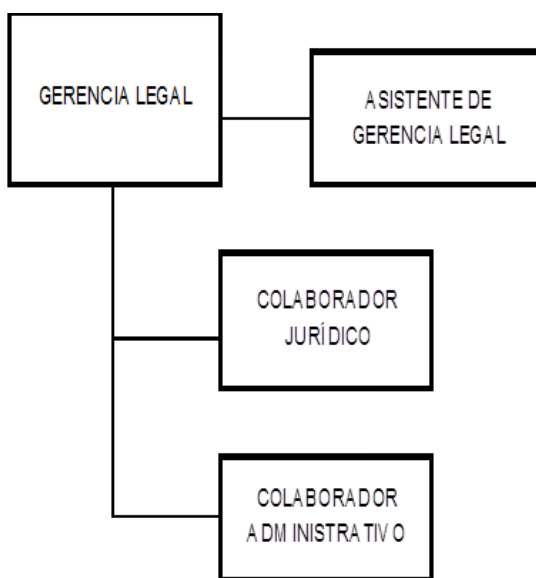 GERENCIA LEGAL
ASISTENTE DE
GERENCIA LEGAL
COLABORADOR
JURÍDICO
COLABORADOR
ADMINISTRATIVO